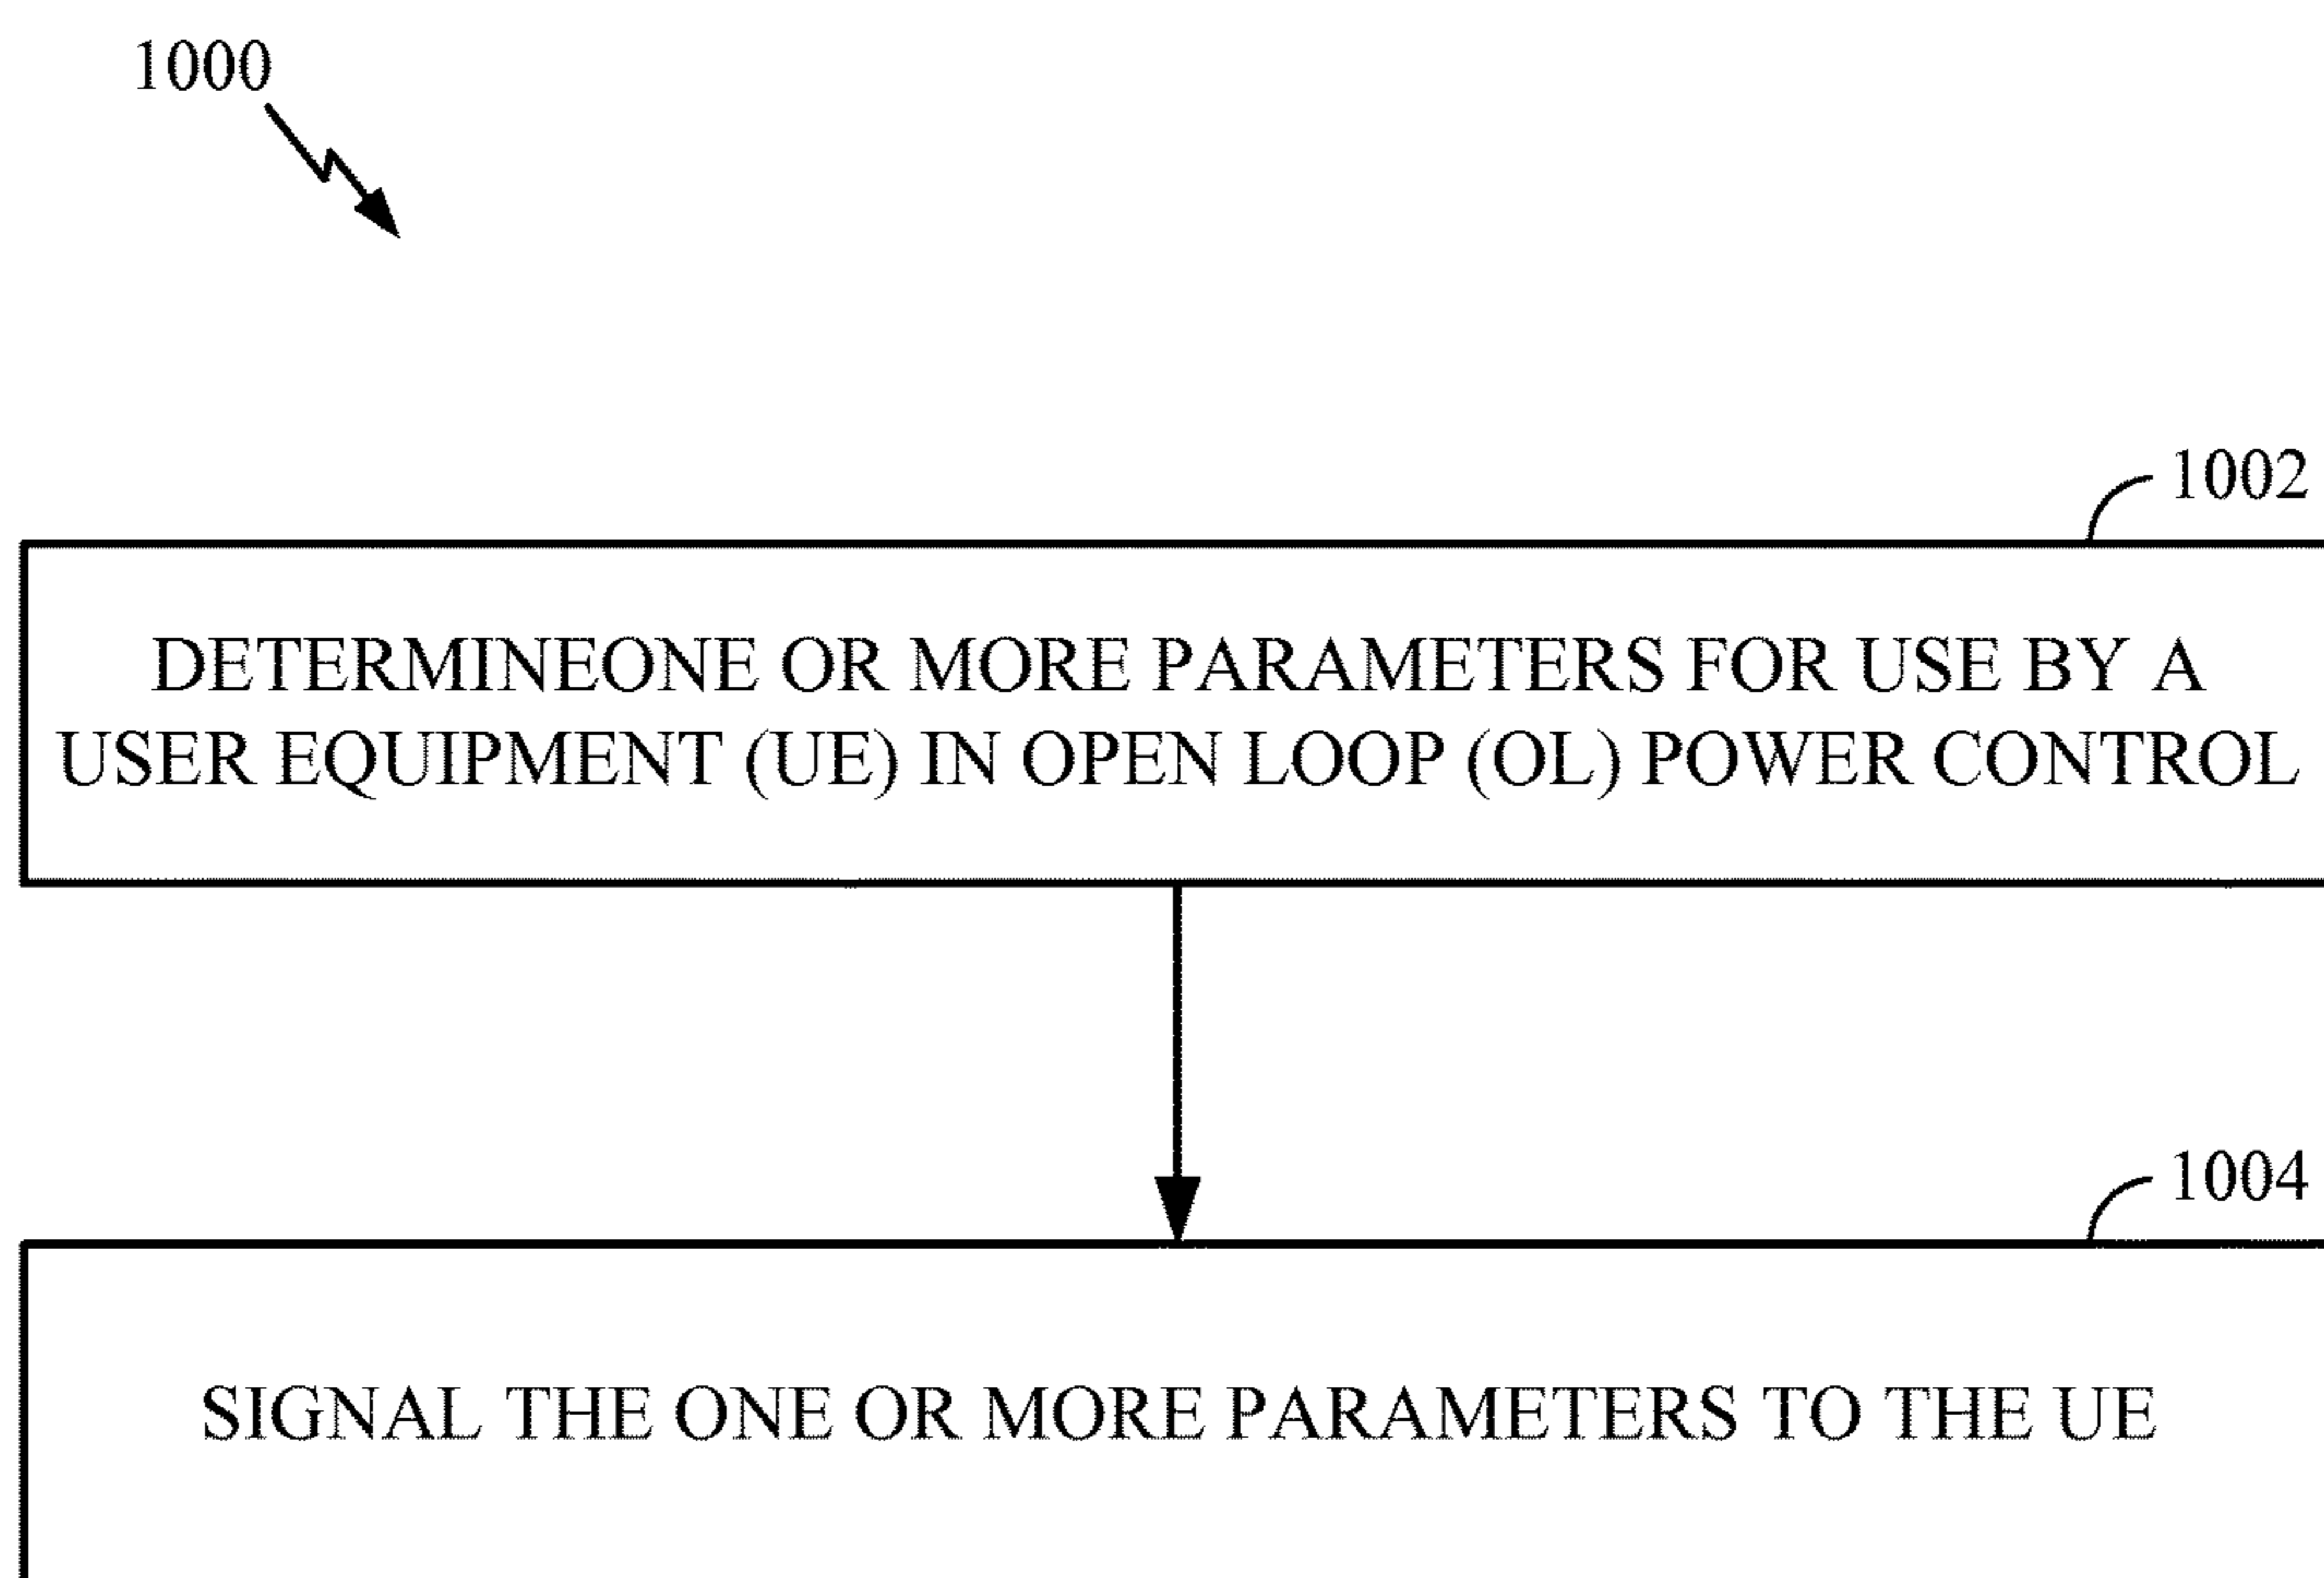 1000
1002
DETERMINEONE OR MORE PARAMETERS FOR USE BY A
USER EQUIPMENT (UE) IN OPEN LOOP (OL) POWER CONTROL
1004
SIGNAL THE ONE OR MORE PARAMETERS TO THE UE